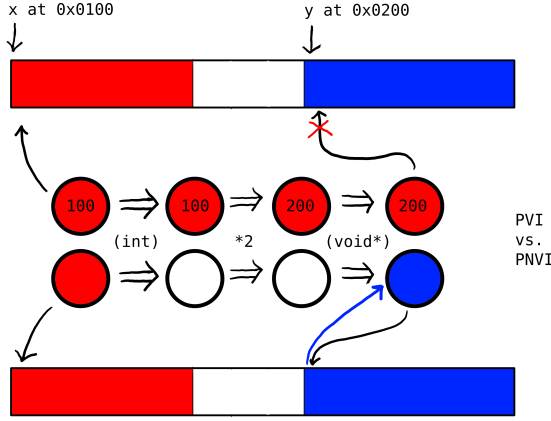 x at 0x0100
y at 0x0200
100
100
200
200
(int)
*2
(void*)
PVI
vs.
PNVI